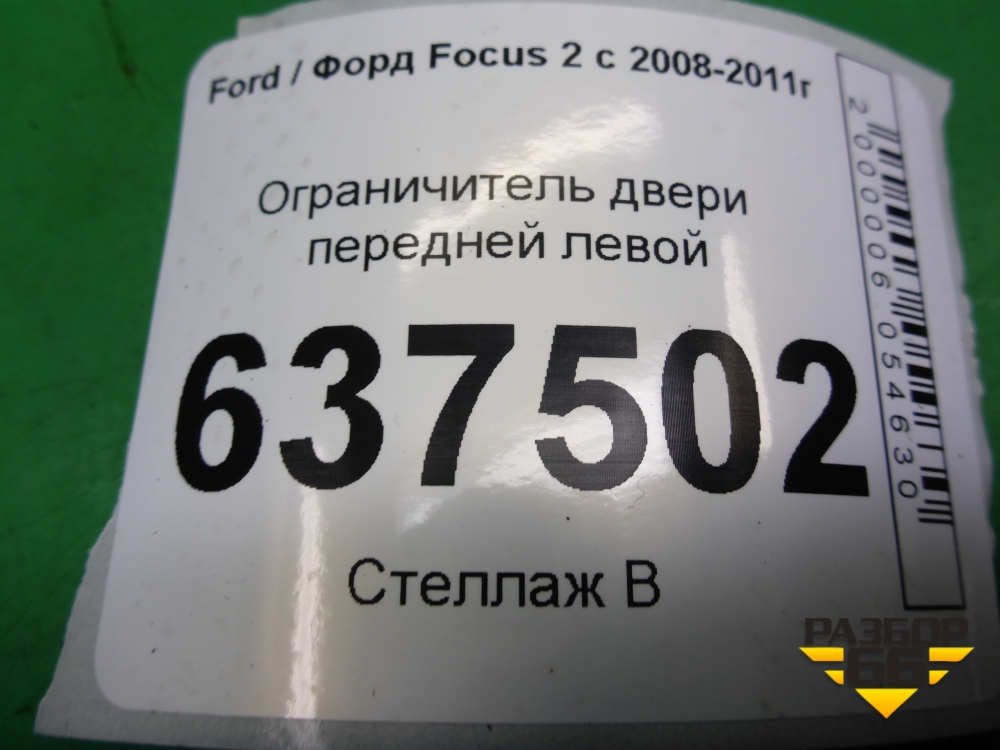 Ford / Форд Focus 2 с 2008-2011г
Ограничитель двери
передней левой
637502
Стеллаж В
2000006054630
РАЗБОР
66